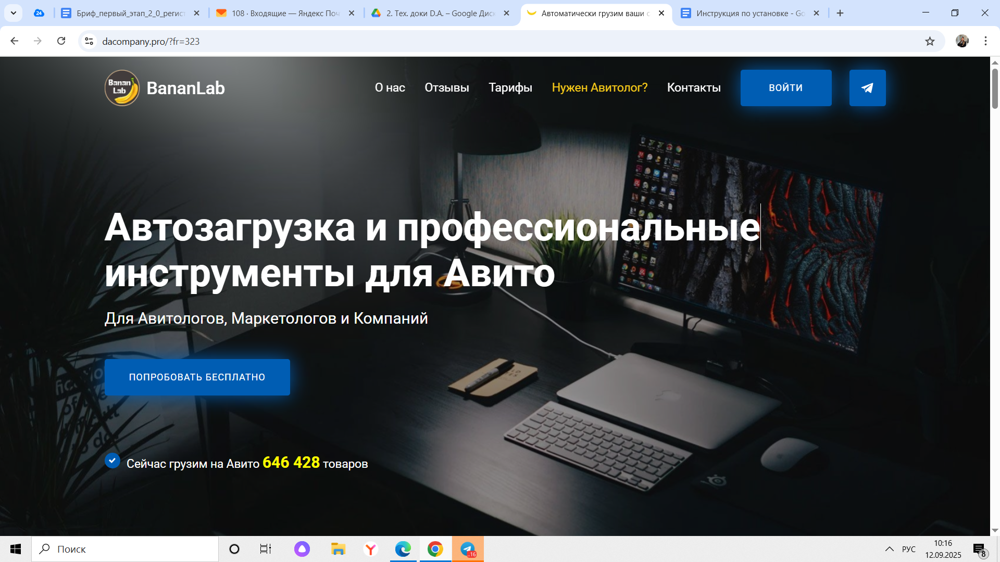 24
Бриф_первый_этап_2_0_регист
108 · Входящие — Яндекс Поч
2. Тех. доки D.A. – Google Диск
Автоматически грузим ваши о
Инструкция по установке - Go
dacompany.pro/?fr=323
Banan
Lab
BananLab
О нас
Отзывы
Тарифы
Нужен Авитолог?
Контакты
ВОЙТИ
Автозагрузка и профессиональные
инструменты для Авито
Для Авитологов, Маркетологов и Компаний
ПОПРОБОВАТЬ БЕСПЛАТНО
Сейчас грузим на Авито 646 428 товаров
Поиск
..16
РУС
10:16
12.09.2025
8